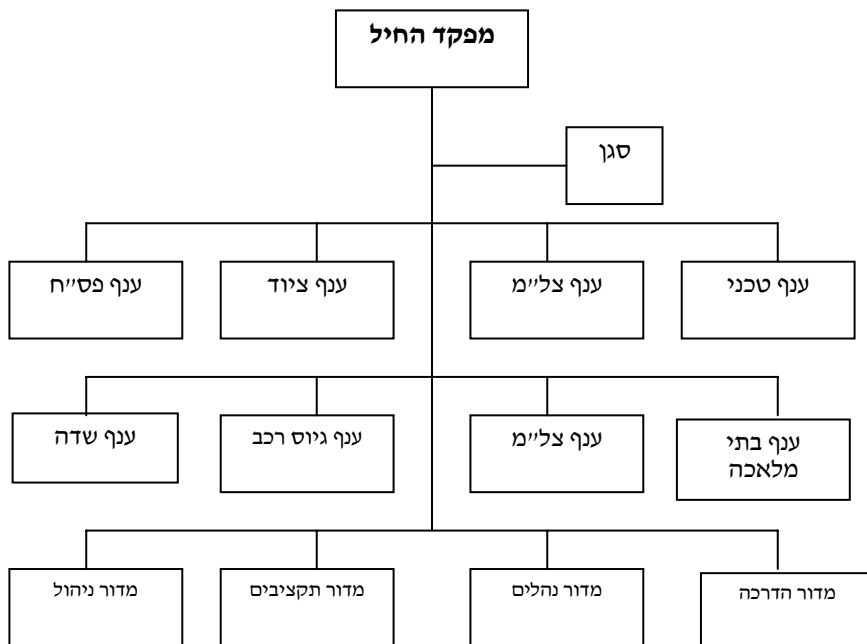 מפקד החיל
סגן
ענף טכני
ענף צל״מ
ענף ציוד
ענף פס״ח
ענף בתי
מלאכה
ענף צל״מ
ענף גיוס רכב
ענף שדה
מדור הדרכה
מדור נהלים
מדור תקציבים
מדור ניהול